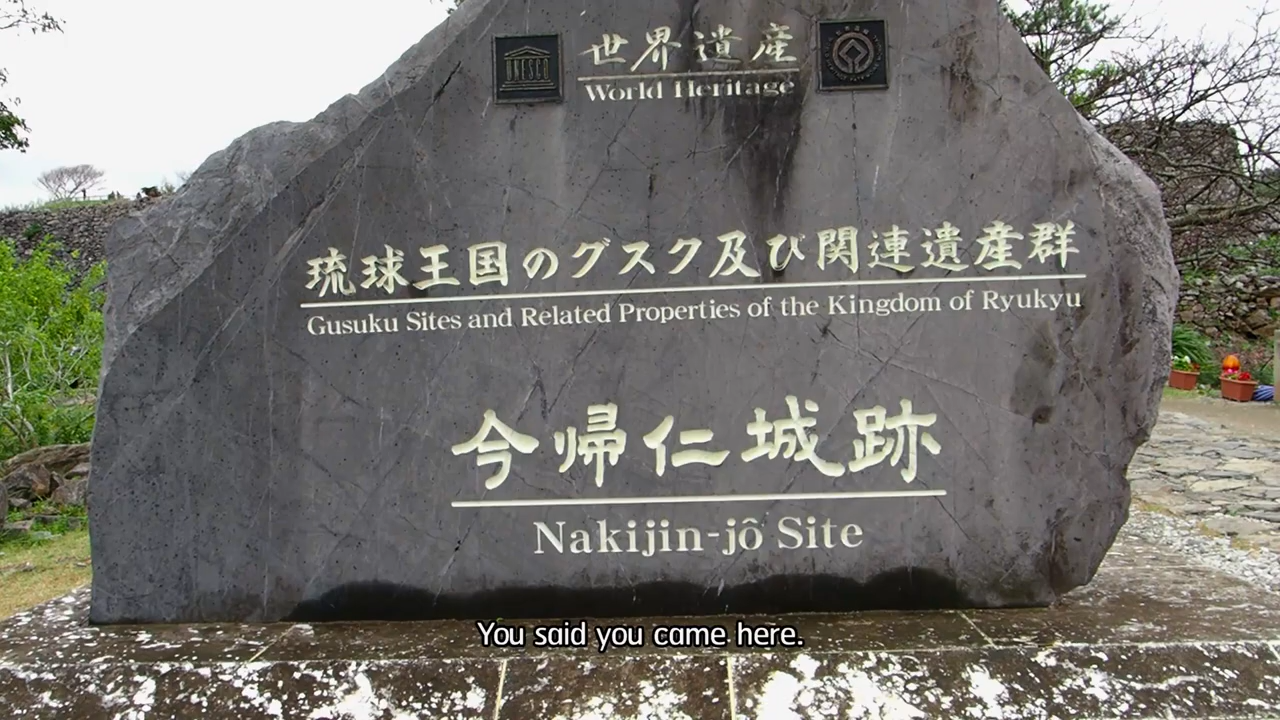 世界遺産
UNESCO
World Heritage
琉球王国のグスク及び関連遺産群
Gusuku Sites and Related Properties of the Kingdom of Ryukyu
今帰仁城跡
Nakijin-jô Site
You said you came here.